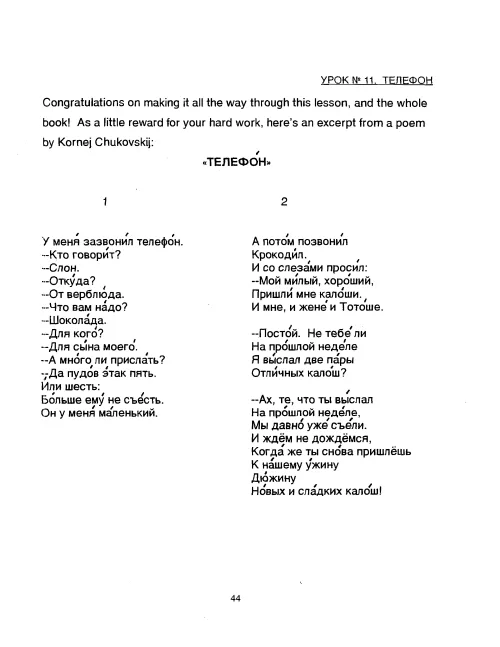 УРОК № 11. ТЕЛЕФОН
Congratulations on making it all the way through this lesson, and the whole
book! As a little reward for your hard work, here's an excerpt from a poem
by Kornej Chukovskij:
«ТЕЛЕФО́Н»
1
У меня́ зазвони́л телефо́н.
--Кто говори́т?
--Слон.
--Отку́да?
--От верблю́да.
--Что вам на́до?
--Шокола́да.
--Для кого́?
--Для сы́на моего́.
--А мно́го ли присла́ть?
--Да пудо́в э́так пять.
И́ли шесть:
Бо́льше ему́ не съе́сть.
Он у меня́ ма́ленький.
2
А пото́м позвони́л
Крокоди́л.
И со слеза́ми проси́л:
--Мой ми́лый, хоро́ший,
Пришли́ мне кало́ши.
И мне, и жене́ и Тото́ше.
--Посто́й. Не тебе́ ли
На про́шлой неде́ле
Я вы́слал две па́ры
Отли́чных кало́ш?
--Ах, те, что ты вы́слал
На про́шлой неде́ле,
Мы давно́ уже́ съе́ли.
И ждём не дождёмся,
Когда́ же ты сно́ва пришлёшь
К на́шему у́жину
Дю́жину
Но́вых и сла́дких кало́ш!
44